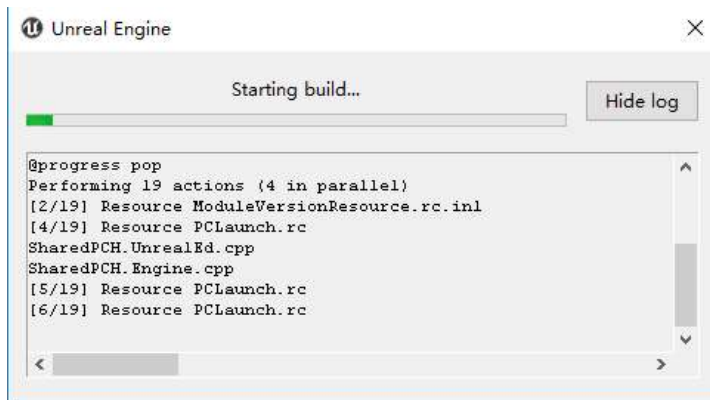 Unreal Engine
Starting build...
Hide log
@progress pop
Performing 19 actions (4 in parallel)
[2/19] Resource ModuleVersionResource.rc.inl
[4/19] Resource PCLaunch.rc
SharedPCH.UnrealEd.cpp
SharedPCH.Engine.cpp
[5/19] Resource PCLaunch.rc
[6/19] Resource PCLaunch.rc